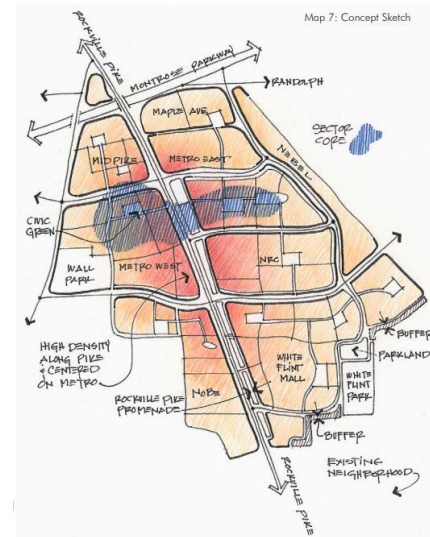 Map 7: Concept Sketch
ROCKVILLE PIKE
MONTROSE PARKWAY
RANDOLPH
MAPLE AVE.
SECTOR
CORE
NEBEL
MID PIKE
METRO EAST
CIVIC
GREEN
WALL
PARK
METRO WEST
NRC
HIGH DENSITY
ALONG PIKE
& CENTERED
ON METRO
BUFFER
PARKLAND
WHITE
FLINT
MALL
WHITE
FLINT
PARK
ROCKVILLE PIKE
PROMENADE
NOBE
BUFFER
EXISTING
NEIGHBORHOOD
ROCKVILLE PIKE